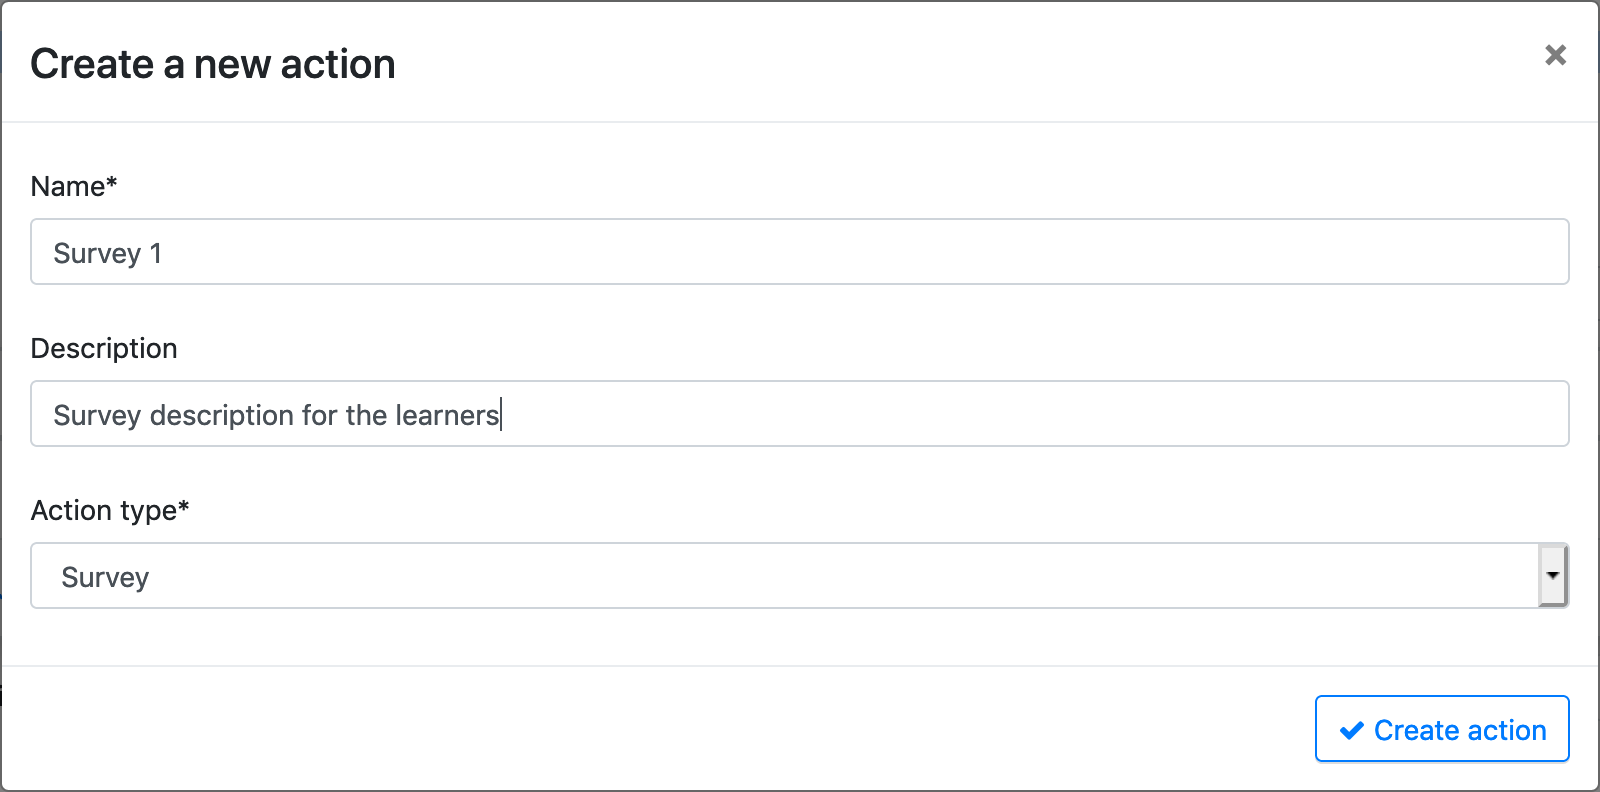 Create a new action
Name*
Survey 1
Description
Survey description for the learners
Action type*
Survey
Create action